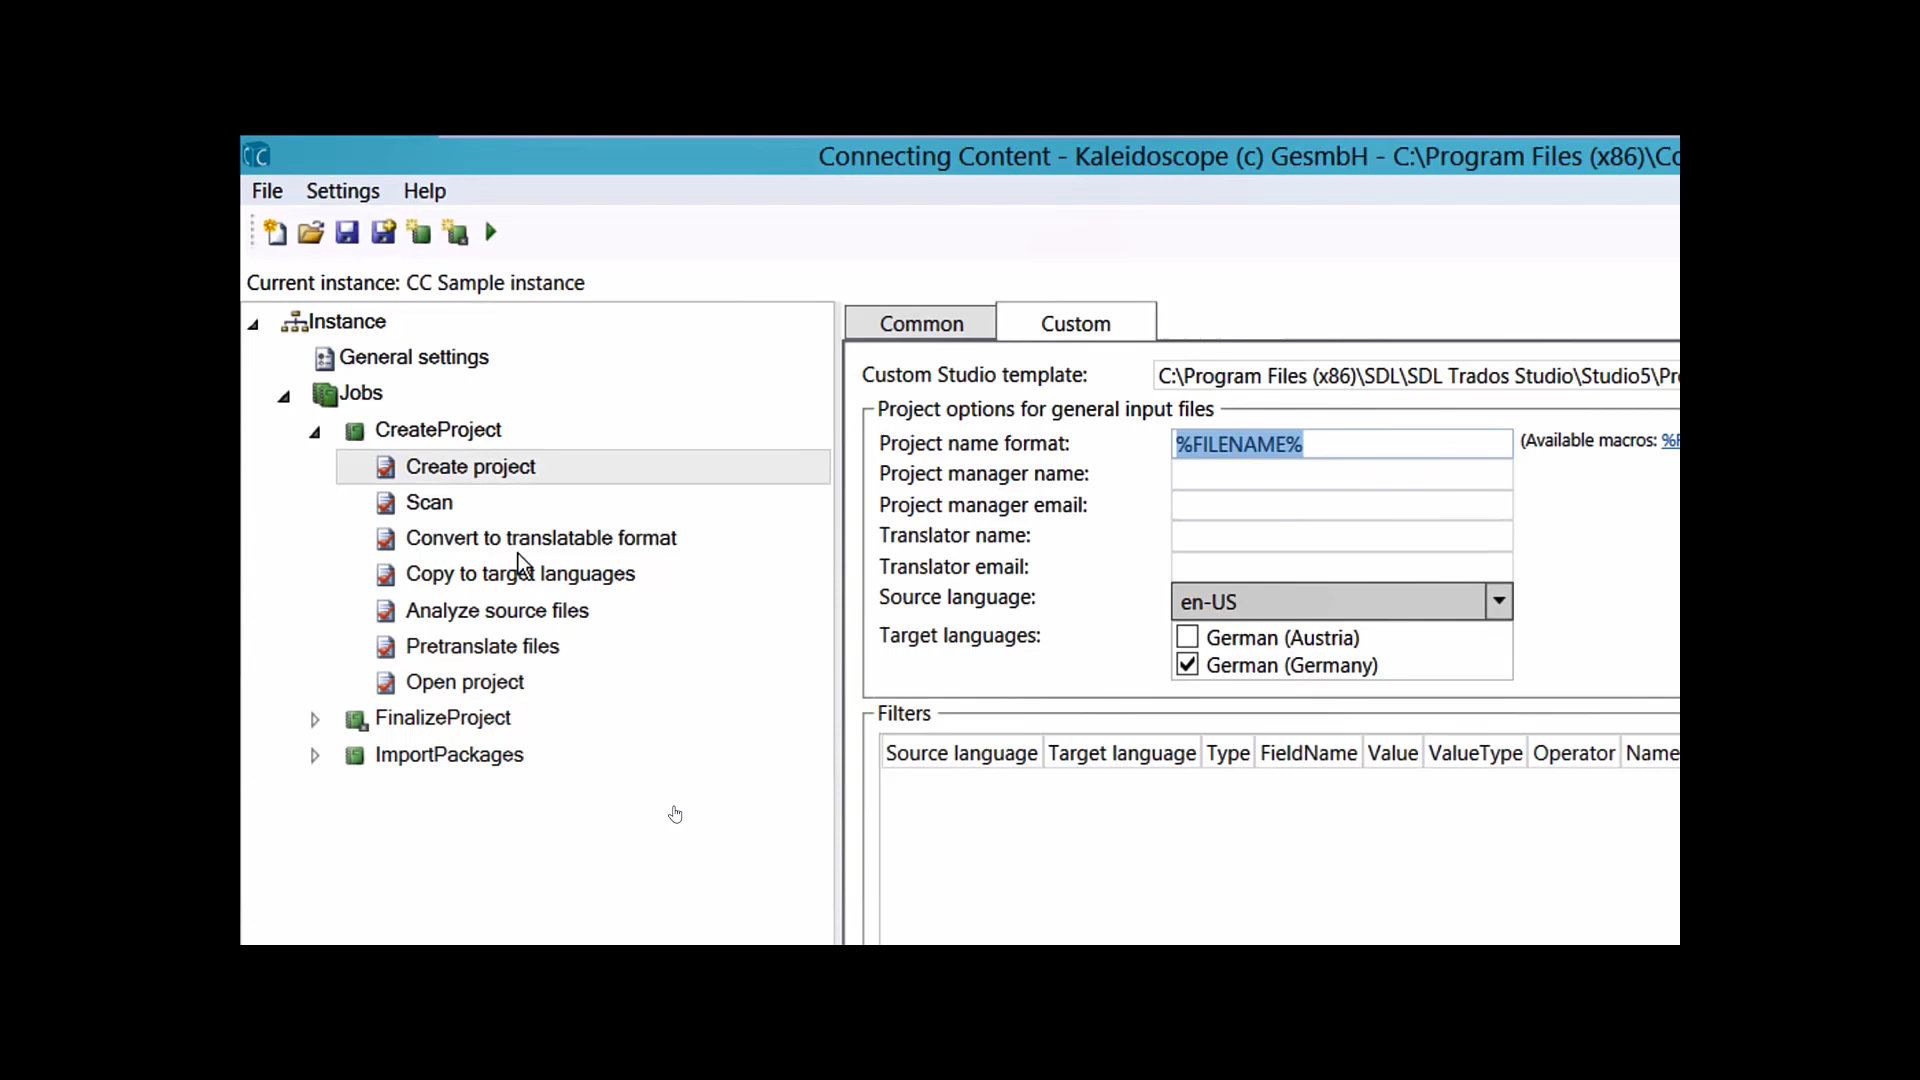 Connecting Content - Kaleidoscope (c) GesmbH - C:\Program Files (x86)\Cc
File Settings Help
Current instance: CC Sample instance
Instance
General settings
Jobs
CreateProject
Create project
Scan
Convert to translatable format
Copy to target languages
Analyze source files
Pretranslate files
Open project
FinalizeProject
ImportPackages
Common Custom
Custom Studio template: C:\Program Files (x86)\SDL\SDL Trados Studio\Studio5\Pr
Project options for general input files
Project name format: %FILENAME% (Available macros: %F
Project manager name:
Project manager email:
Translator name:
Translator email:
Source language: en-US
Target languages: German (Austria)
German (Germany)
Filters
Source language Target language Type FieldName Value ValueType Operator Name